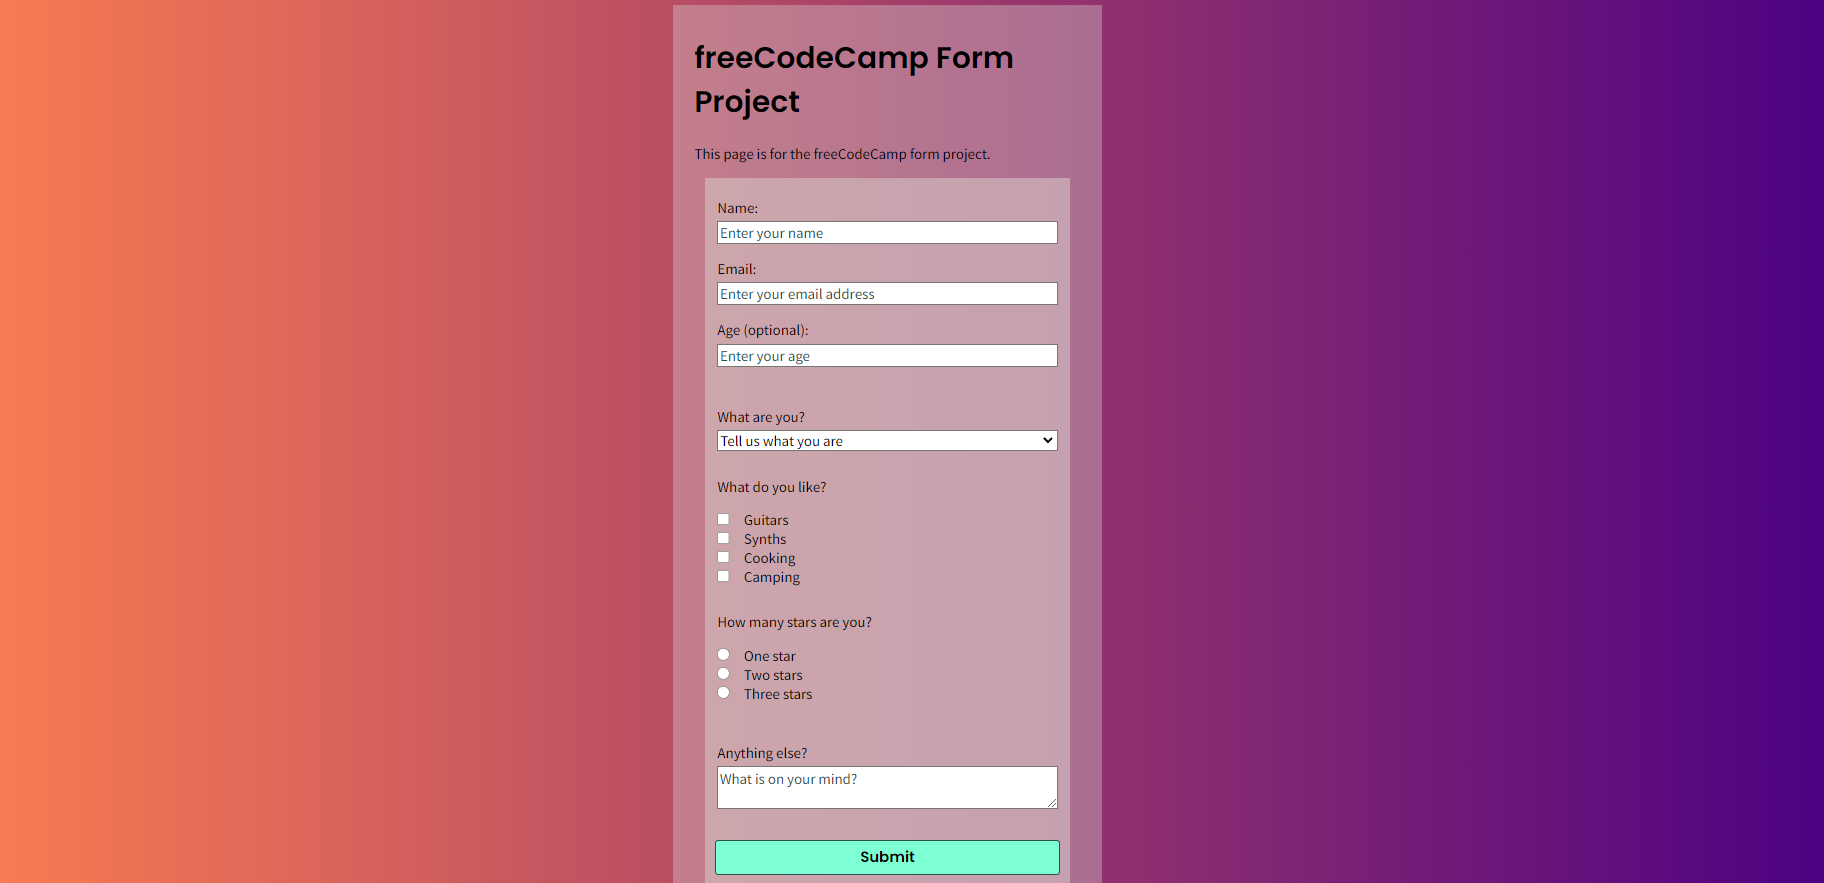 freeCodeCamp Form
Project
This page is for the freeCodeCamp form project.
Name:
Enter your name
Email:
Enter your email address
Age (optional):
Enter your age
What are you?
Tell us what you are
What do you like?
Guitars
Synths
Cooking
Camping
How many stars are you?
One star
Two stars
Three stars
Anything else?
What is on your mind?
Submit